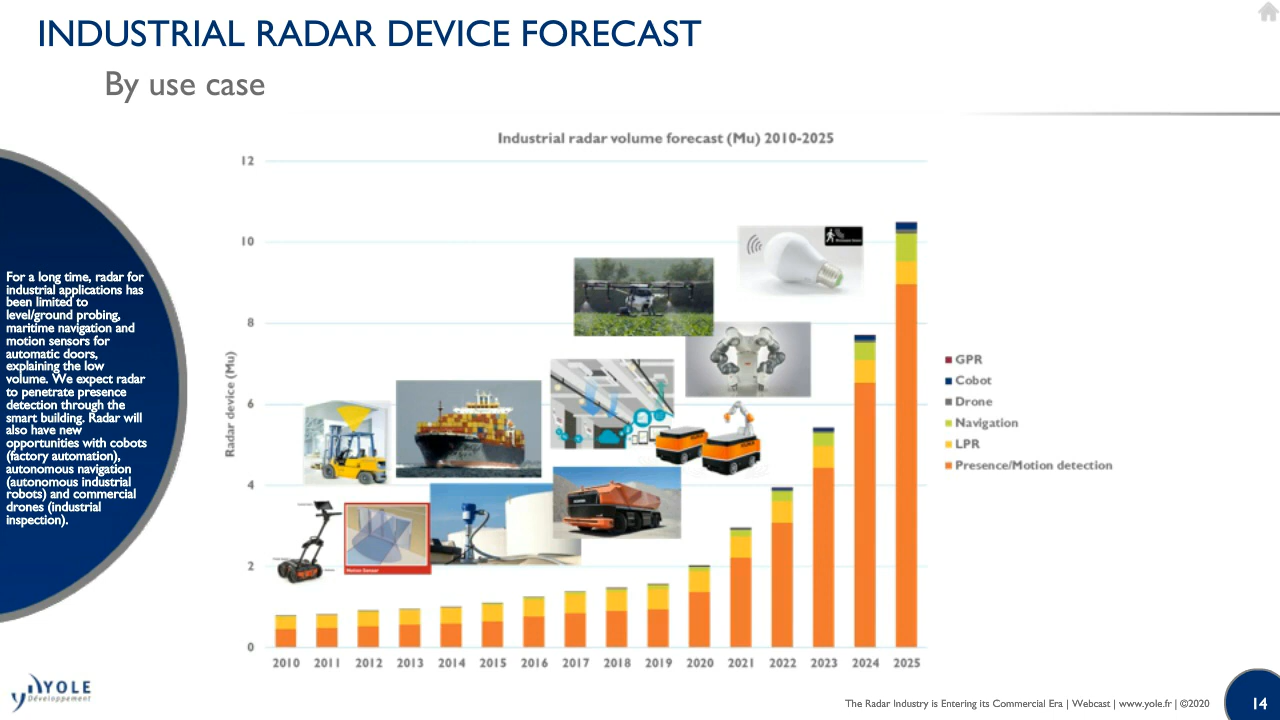 INDUSTRIAL RADAR DEVICE FORECAST
By use case
For a long time, radar for
industrial applications has
been limited to
level/ground probing,
maritime navigation and
motion sensors for
automatic doors,
explaining the low
volume. We expect radar
to penetrate presence
detection through the
smart building. Radar will
also have new
opportunities with cobots
(factory automation),
autonomous navigation
(autonomous industrial
robots) and commercial
drones (industrial
inspection).
Industrial radar volume forecast (Mu) 2010-2025
Radar device (Mu)
12
10
8
6
4
2
0
2010 2011 2012 2013 2014 2015 2016 2017 2018 2019 2020 2021 2022 2023 2024 2025
Motion Sensor
GPR
Cobot
Drone
Navigation
LPR
Presence/Motion detection
YOLE
Développement
The Radar Industry is Entering its Commercial Era | Webcast | www.yole.fr | ©2020
14